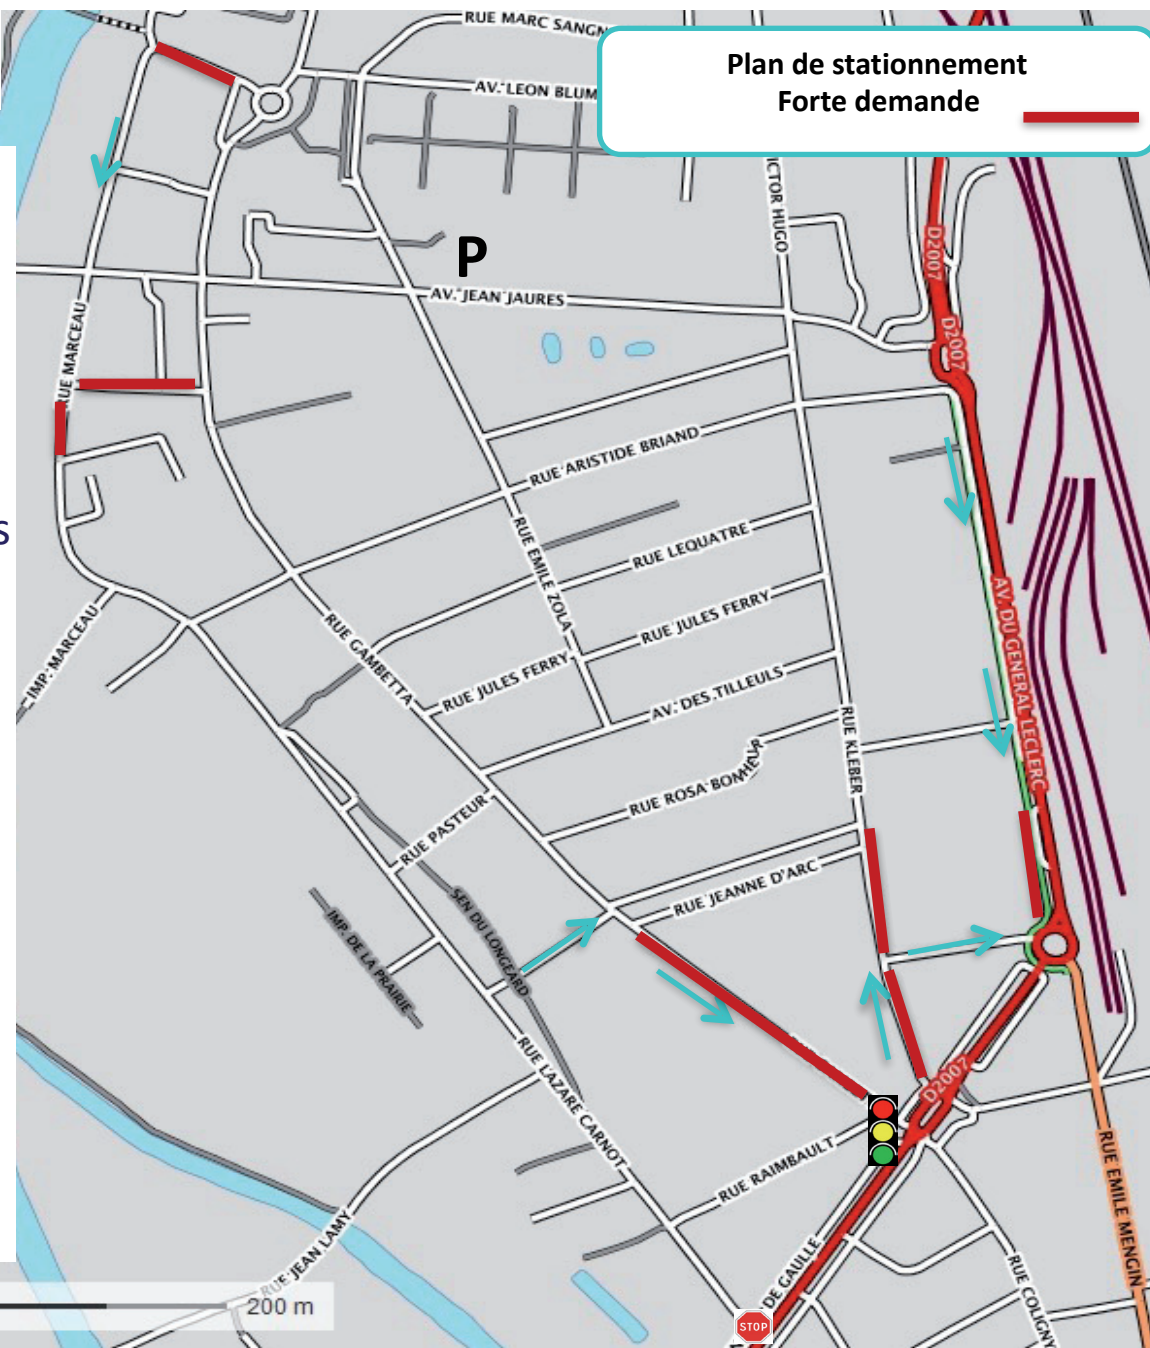 RUE MARC SANGN
Plan de stationnement
Forte demande
AV. LEON BLUM
ICTOR HUGO
D2007
P
AV. JEAN JAURES
D2007
RUE MARCEAU
RUE ARISTIDE BRIAND
S
RUE EMILE ZOLA
RUE LEQUATRE
RUE JULES FERRY
AV. DU GENERAL LECLERC
IMP. MARCEAU
RUE GAMBETTA
RUE JULES FERRY
AV. DES TILLEULS
RUE KLEBER
RUE ROSA BONHEUR
RUE PASTEUR
RUE JEANNE D'ARC
SEN DU LONGEARD
IMP. DE LA PRAIRIE
RUE LAZARE CARNOT
D2007
RUE RAIMBAULT
RUE EMILE MENGIN
RUE JEAN LAMY
DE GAULLE
RUE COLIGNY
200 m
STOP